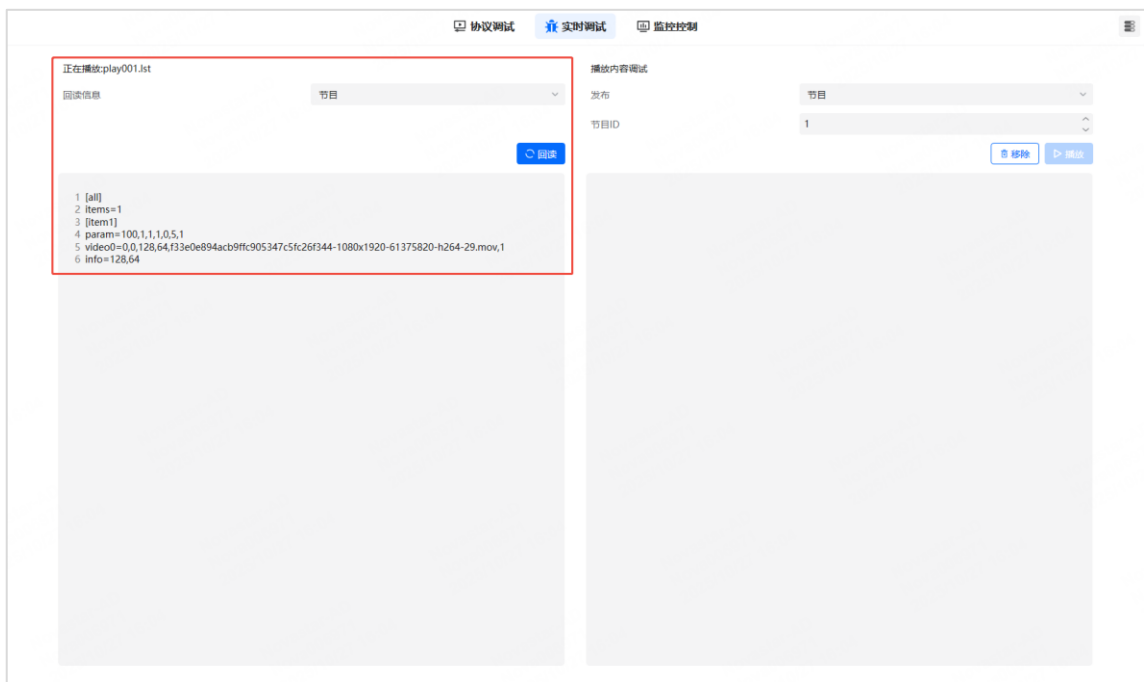 协议调试 实时调试 监控控制
正在播放:play001.lst
回读信息 节目
回读
1 [all]
2 items=1
3 [item1]
4 param=100,1,1,1,0,5,1
5 video0=0,0,128,64,f33e0e894acb9ffc905347c5fc26f344-1080x1920-61375820-h264-29.mov,1
6 info=128,64
播放内容调试
发布 节目
节目ID 1
移除 播放